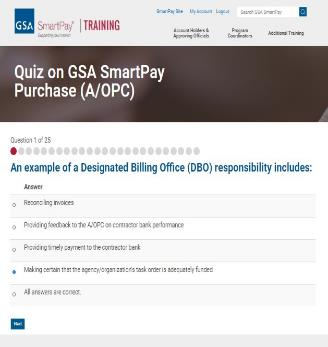 SmartPay Site My Account Logout Search GSA SmartPay
GSA SmartPay® TRAINING
Account Holders & Approving Officials
Program Coordinators
Additional Training
Quiz on GSA SmartPay
Purchase (A/OPC)
Question 1 of 25
An example of a Designated Billing Office (DBO) responsibility includes:
Answer
Reconciling invoices
Providing feedback to the A/OPC on contractor bank performance
Providing timely payment to the contractor bank
Making certain that the agency/organization's task order is adequately funded
All answers are correct.
Next